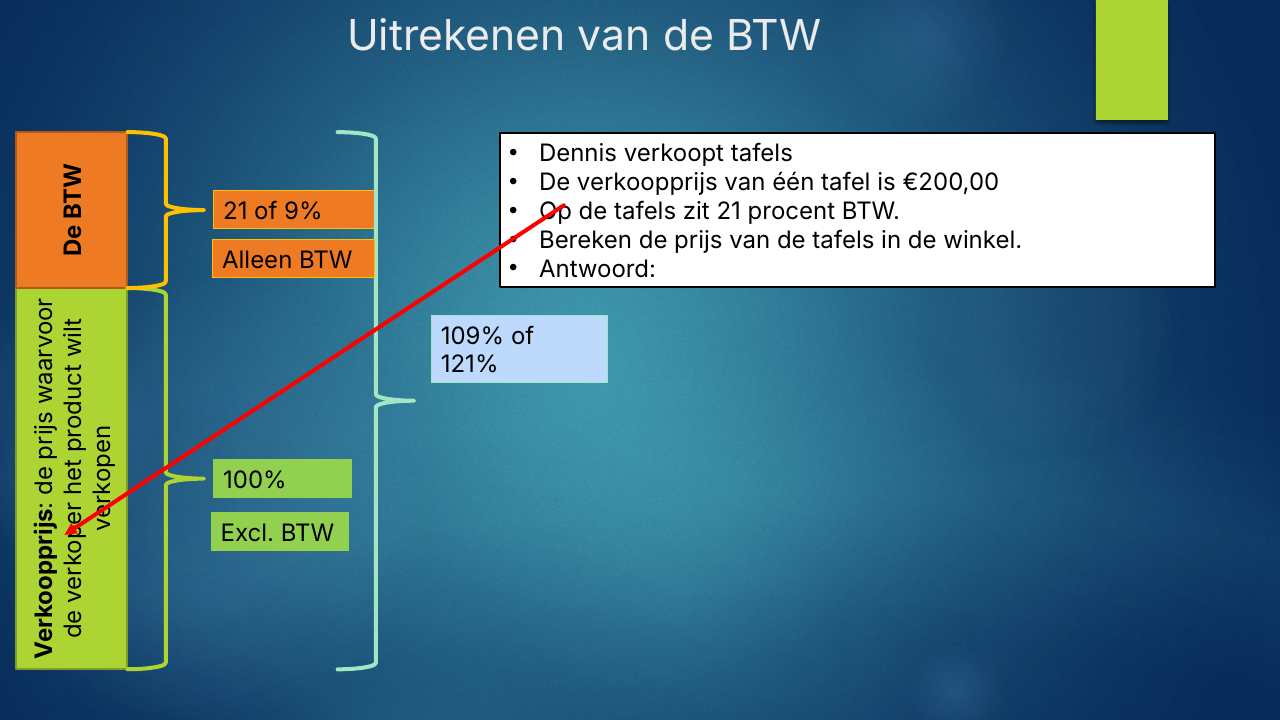 Uitrekenen van de BTW
De BTW
Verkoopprijs: de prijs waarvoor
de verkoper het product wilt
verkopen
21 of 9%
Alleen BTW
100%
Excl. BTW
109% of
121%
• Dennis verkoopt tafels
• De verkoopprijs van één tafel is €200,00
• Op de tafels zit 21 procent BTW.
• Bereken de prijs van de tafels in de winkel.
• Antwoord: